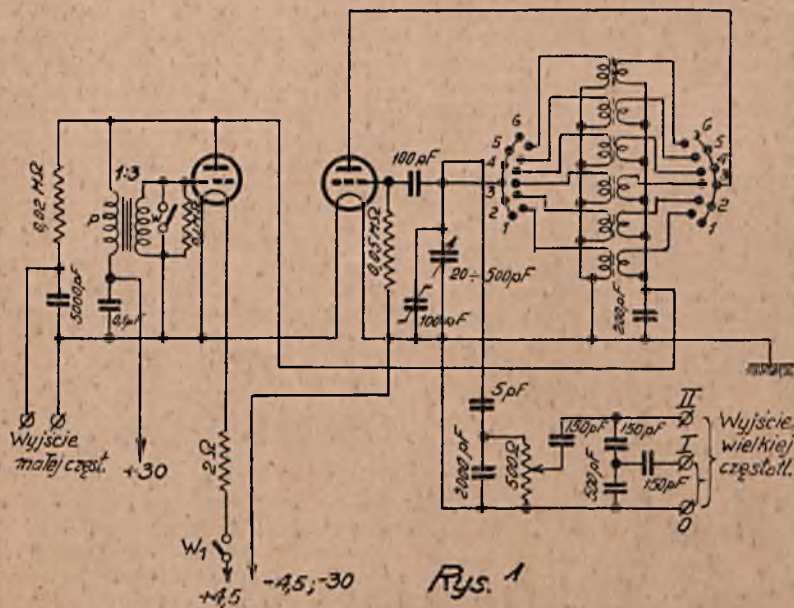 1:3
0,02 MΩ
P
5000pF
0,1µF
100pF
0,05 MΩ
20÷500pF
100pF
6
5
4
3
2
1
6
5
4
3
2
1
200pF
Wyjście
małej częst.
+30
2Ω
W1
+4,5
-4,5; -30
5pF
2000pF
500Ω
150pF
150pF
500pF
150pF
II
I
0
Wyjście
wielkiej
częstotl.
Rys. 1